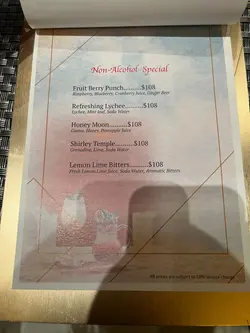 Non-Alcohol Special
Fruit Berry Punch..........$108
Raspberry, Blueberry, Cranberry Juice, Ginger Beer
Refreshing Lychee..........$108
Lychee, Mint leaf, Soda Water
Honey Moon..........$108
Honey, Pineapple Juice
Shirley Temple..........$108
Grenadine, Lime, Soda Water
Lemon Lime Bitters..........$108
Fresh Lemon Lime Juice, Soda Water, Aromatic Bitters
All prices are subject to 10% service charge